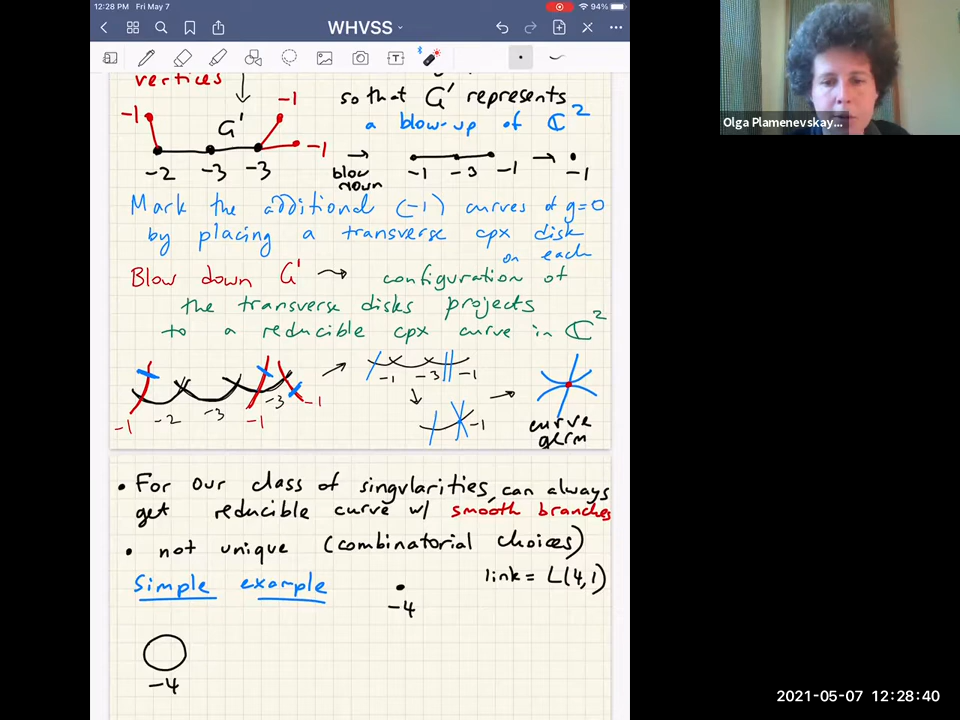 12:28 PM Fri May 7
94%
WHVSS
vertices
so that G' represents
a blow-up of ℂ²
-1
G'
-1
-1
-2 -3 -3
blow down
-1 -3 -1
-1
Mark the additional (-1) curves of g=0
by placing a transverse cpx disk
on each
Blow down G' → configuration of
the transverse disks projects
to a reducible cpx curve in ℂ²
-1 -2 -3 -1 -3 -1
-1 -3 -1
-1
curve
germ
• For our class of singularities, can always
get reducible curve w/ smooth branches
• not unique (combinatorial choices)
Simple example
-4
link = L(4,1)
-4
Olga Plamenevskay...
2021-05-07 12:28:40